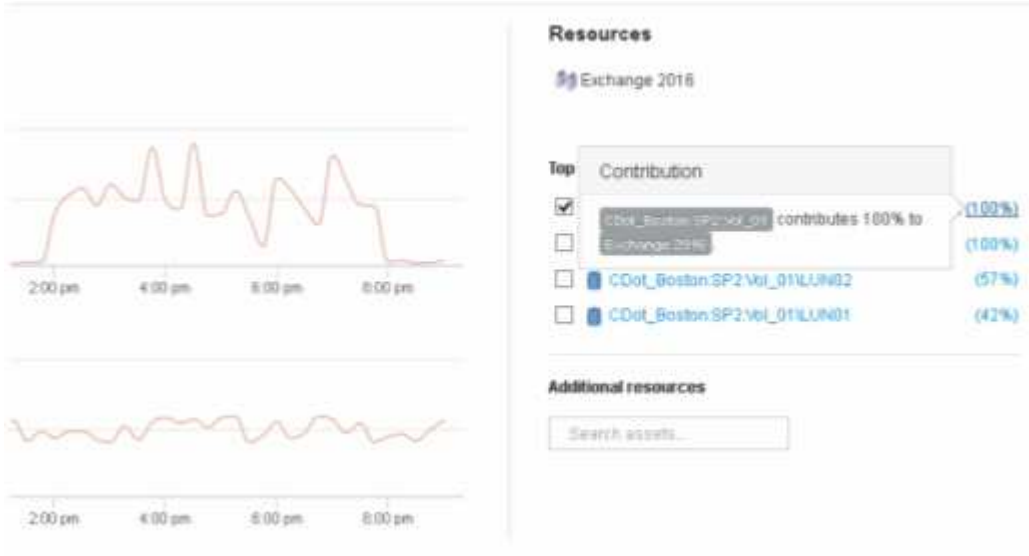 Resources
Exchange 2016
Top
Contribution
(100%)
CDot_Boston:SP2:Vol_01 contributes 100% to
Exchange 2016
(100%)
CDot_Boston:SP2:Vol_01\LUN02 (57%)
CDot_Boston:SP2:Vol_01\LUN01 (42%)
Additional resources
Search assets...
2:00 pm 4:00 pm 6:00 pm 8:00 pm
2:00 pm 4:00 pm 6:00 pm 8:00 pm